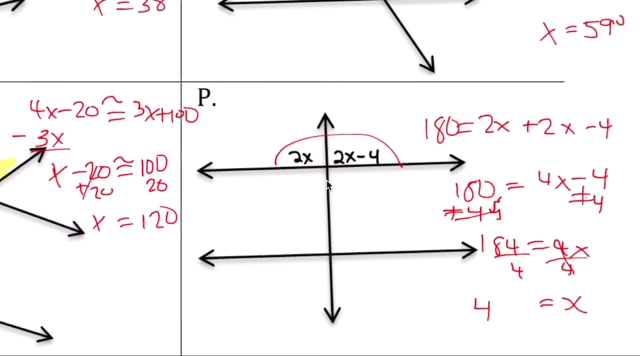 x = 38
x = 590
4x-20 ≅ 3x+100
- 3x
x - 20 ≅ 100
+20 20
x = 120
P.
2x 2x-4
180 = 2x + 2x - 4
180 = 4x - 4
+4 +4
184 = 4x
4 4
4 = x